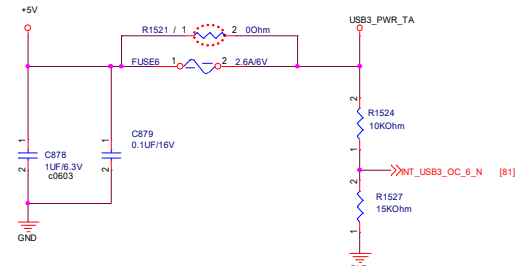 +5V
USB3_PWR_TA
R1521 / 1 2 0Ohm
FUSE6 1 2 2.6A/6V
2
R1524
10KOhm
1
1 C879
0.1UF/16V
2
1 C878
1UF/6.3V
2 c0603
INT_USB3_OC_6_N [81]
2
R1527
15KOhm
1
GND